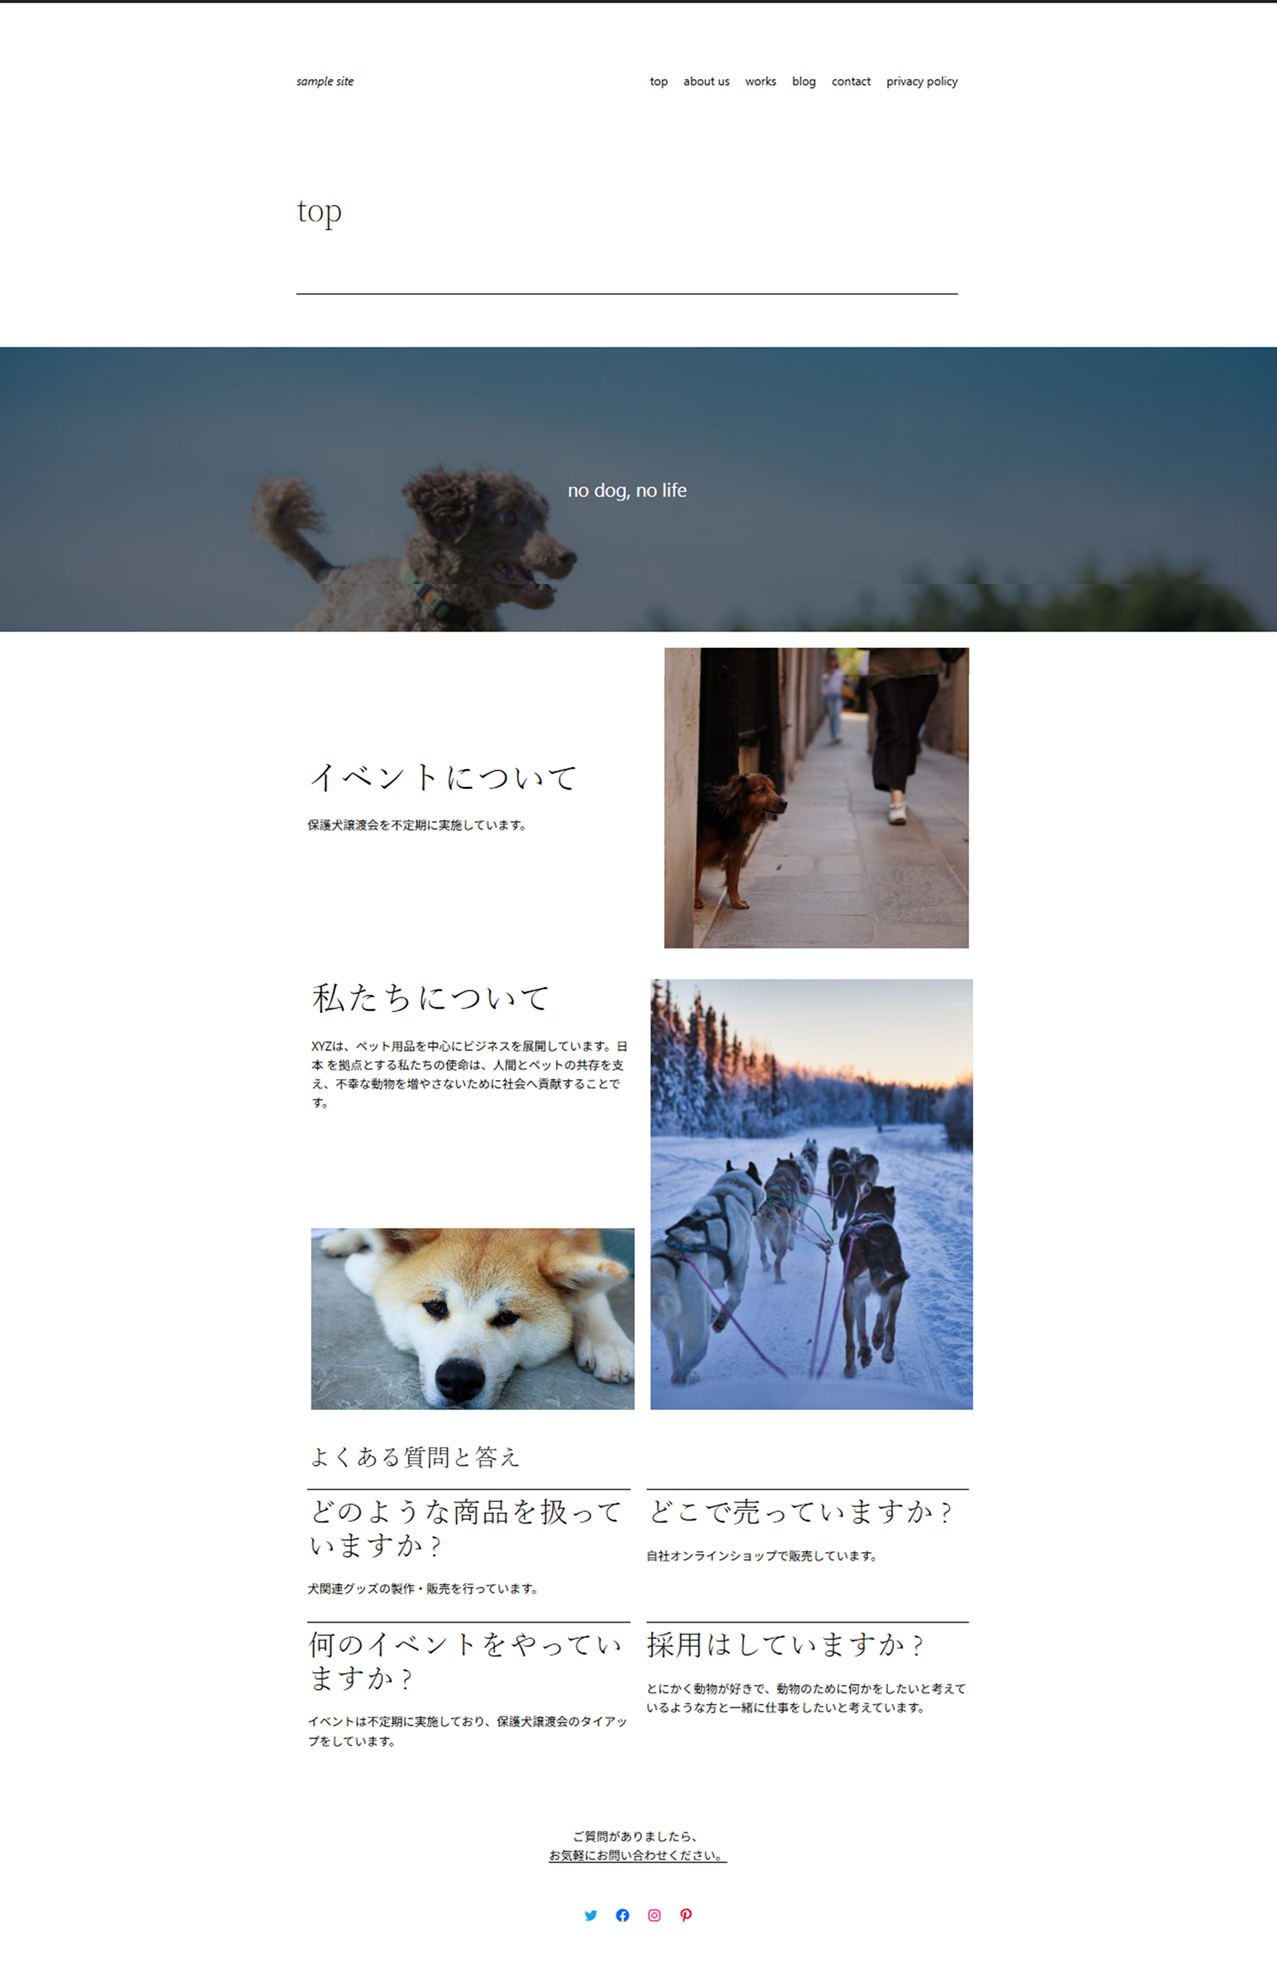 sample site
top about us works blog contact privacy policy
top
no dog, no life
イベントについて
保護犬譲渡会を不定期に実施しています。
私たちについて
XYZは、ペット用品を中心にビジネスを展開しています。日
本 を拠点とする私たちの使命は、人間とペットの共存を支
え、不幸な動物を増やさないために社会へ貢献することで
す。
よくある質問と答え
どのような商品を扱って
いますか ?
犬関連グッズの製作・販売を行っています。
どこで売っていますか ?
自社オンラインショップで販売しています。
何のイベントをやってい
ますか ?
イベントは不定期に実施しており、保護犬譲渡会のタイアッ
プをしています。
採用はしていますか ?
とにかく動物が好きで、動物のために何かをしたいと考えて
いるような方と一緒に仕事をしたいと考えています。
ご質問がありましたら、
お気軽にお問い合わせください。